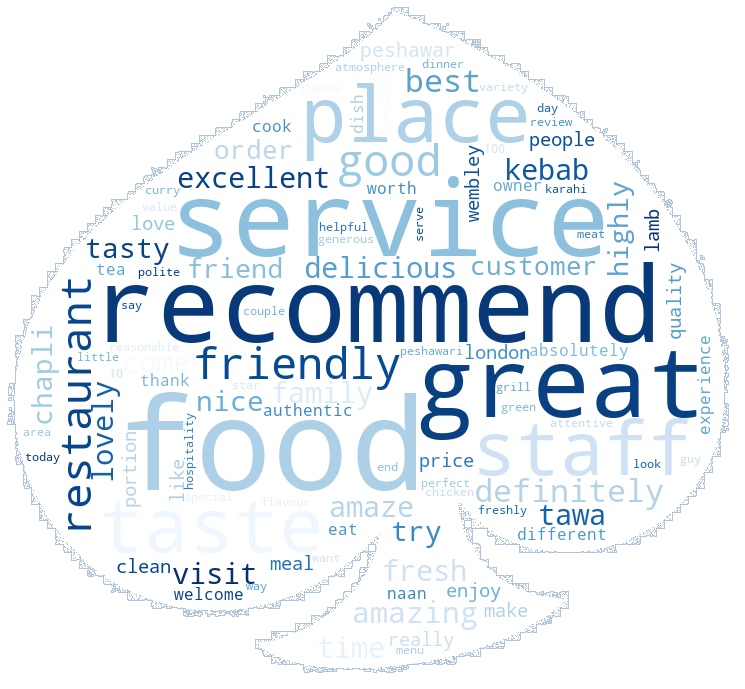 peshawar
atmosphere
dinner
best
variety
thanks
place
dish
day
review
cook
people
order
good
100
wembley
kebab
excellent
worth
owner
karahi
curry
highly
lamb
value
love
service
serve
helpful
generous
meat
tasty
tea
polite
friend
delicious
customer
quality
say
couple
recommend
restaurant
chapli
reasonable
little
come
friendly
peshawari
london
absolutely
experience
great
10
thank
star
family
grill
lovely
nice
authentic
green
food
attentive
area
hospitality
staff
today
portion
like
end
price
look
guy
perfect
chicken
definitely
special
flavour
taste
amaze
freshly
tawa
eat
try
different
clean
visit
meal
want
welcome
way
fresh
naan
enjoy
amazing
make
really
time
menu